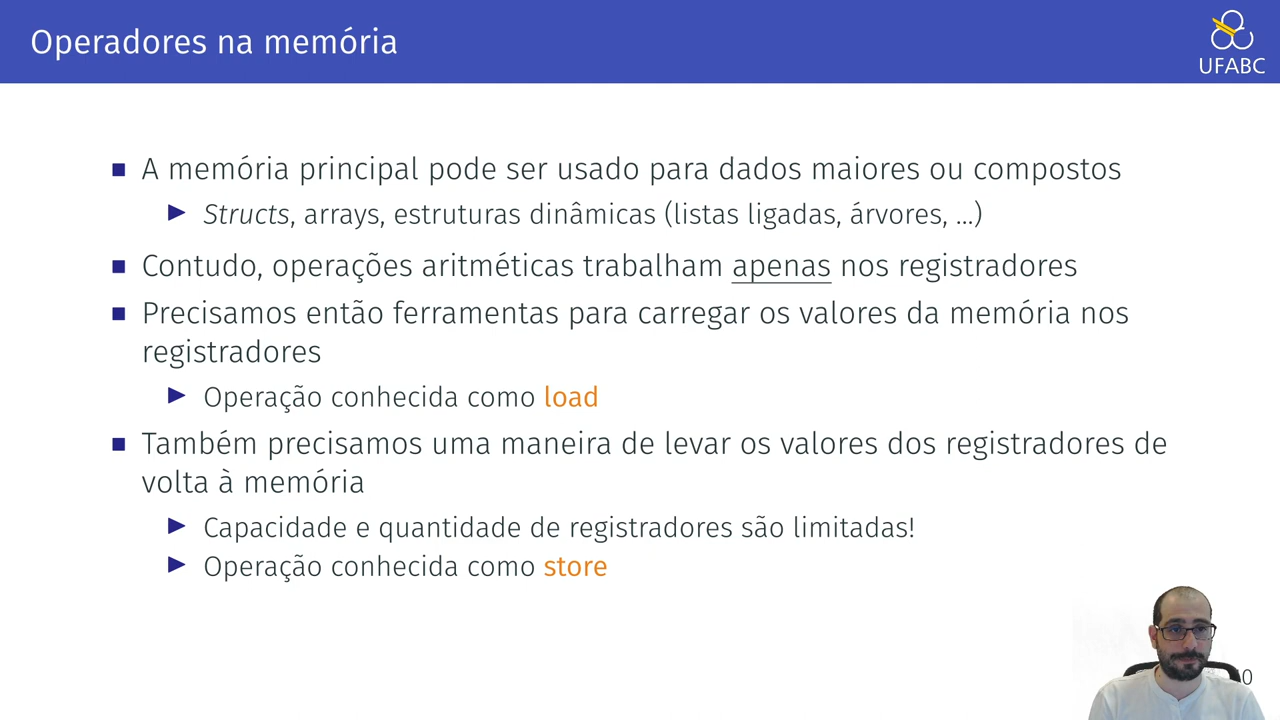 Operadores na memória
UFABC
A memória principal pode ser usado para dados maiores ou compostos
Structs, arrays, estruturas dinâmicas (listas ligadas, árvores, ...)
Contudo, operações aritméticas trabalham apenas nos registradores
Precisamos então ferramentas para carregar os valores da memória nos
registradores
Operação conhecida como load
Também precisamos uma maneira de levar os valores dos registradores de
volta à memória
Capacidade e quantidade de registradores são limitadas!
Operação conhecida como store